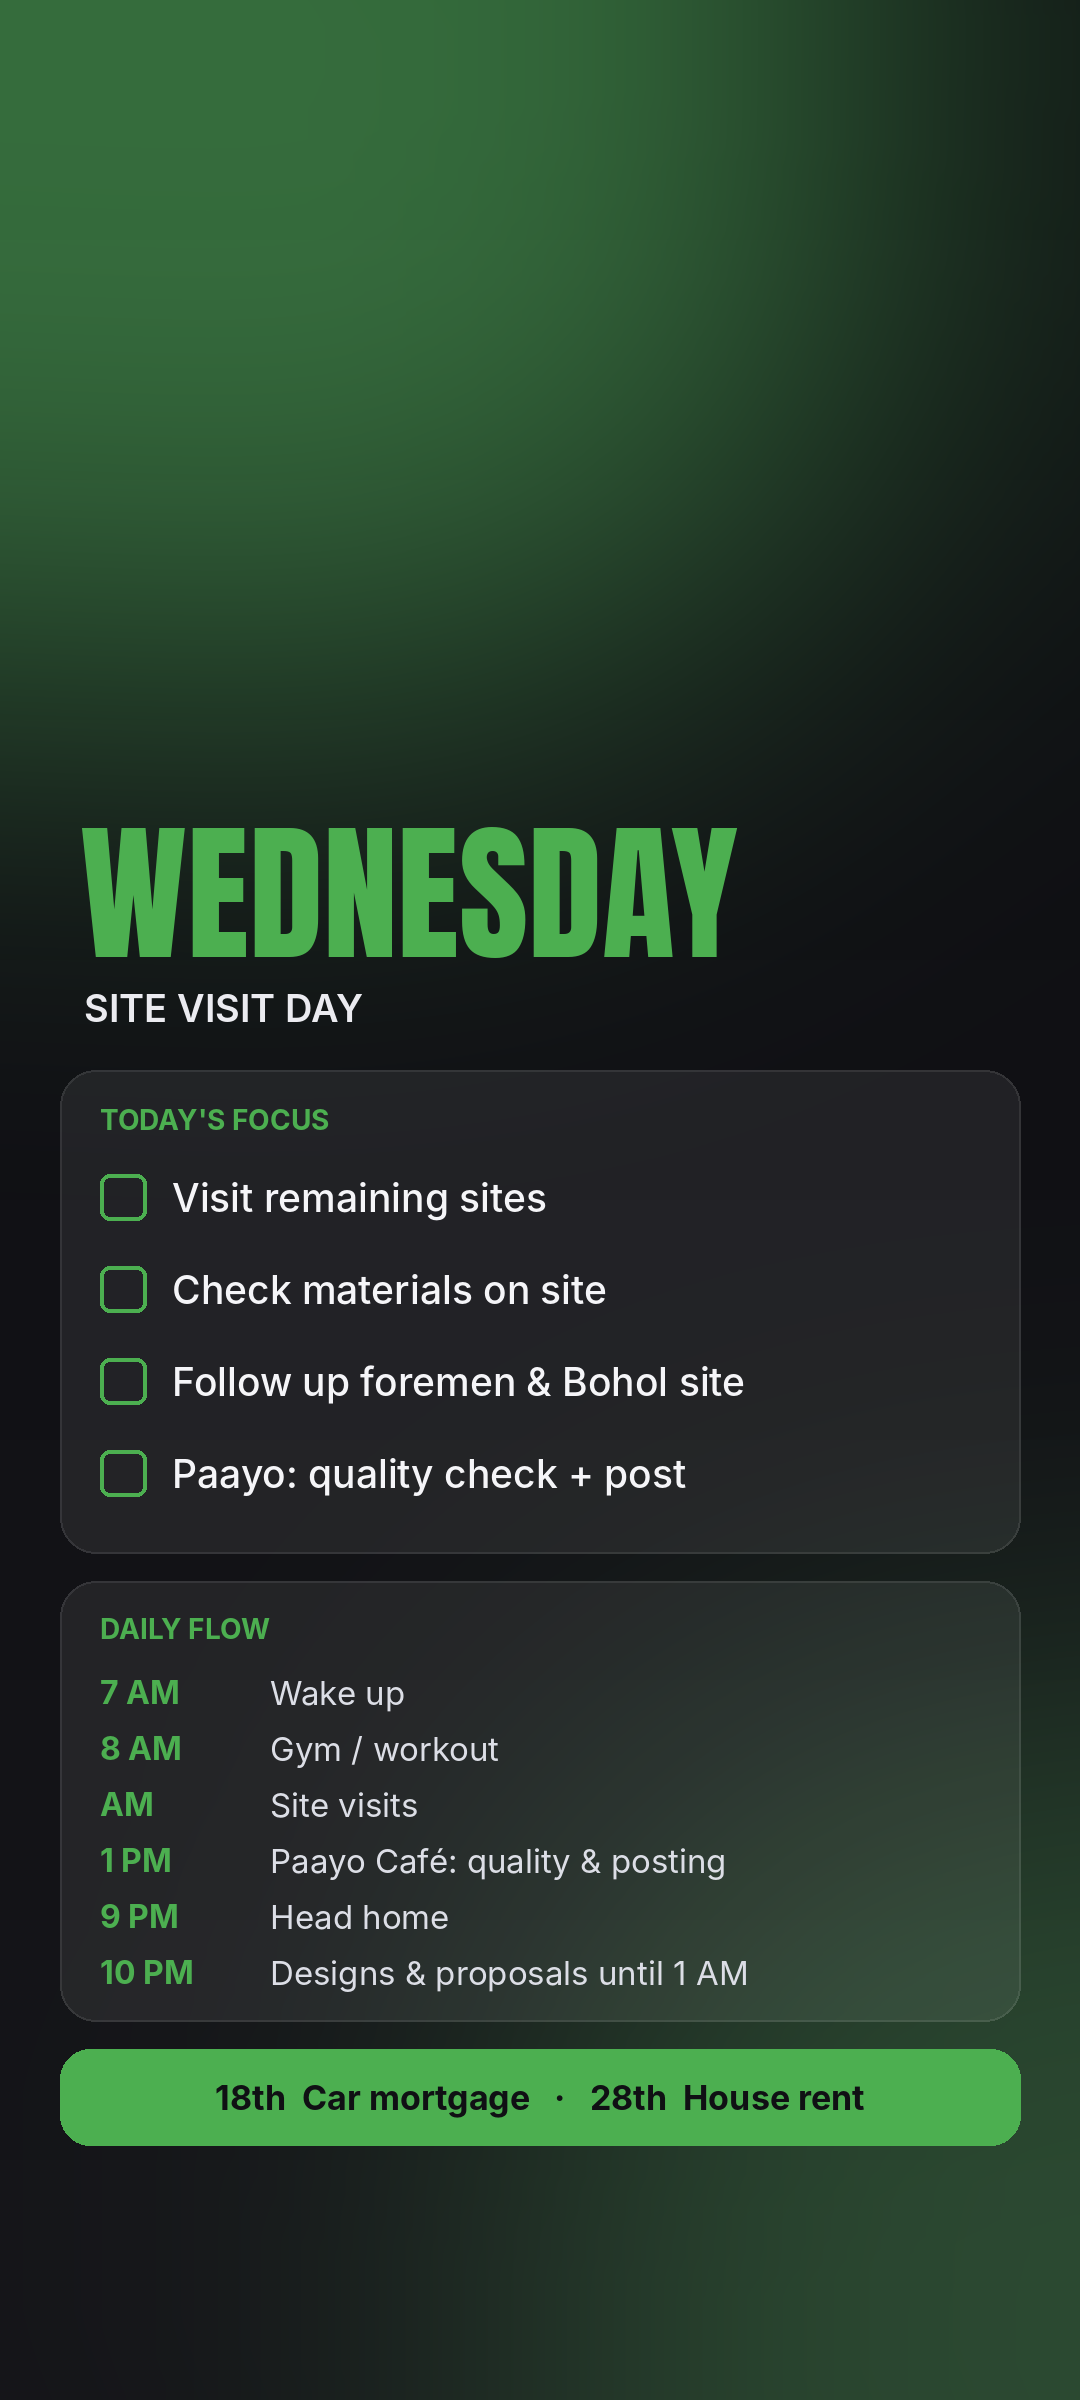 WEDNESDAY
SITE VISIT DAY
TODAY'S FOCUS
Visit remaining sites
Check materials on site
Follow up foremen & Bohol site
Paayo: quality check + post
DAILY FLOW
7 AM Wake up
8 AM Gym / workout
AM Site visits
1 PM Paayo Café: quality & posting
9 PM Head home
10 PM Designs & proposals until 1 AM
18th Car mortgage · 28th House rent